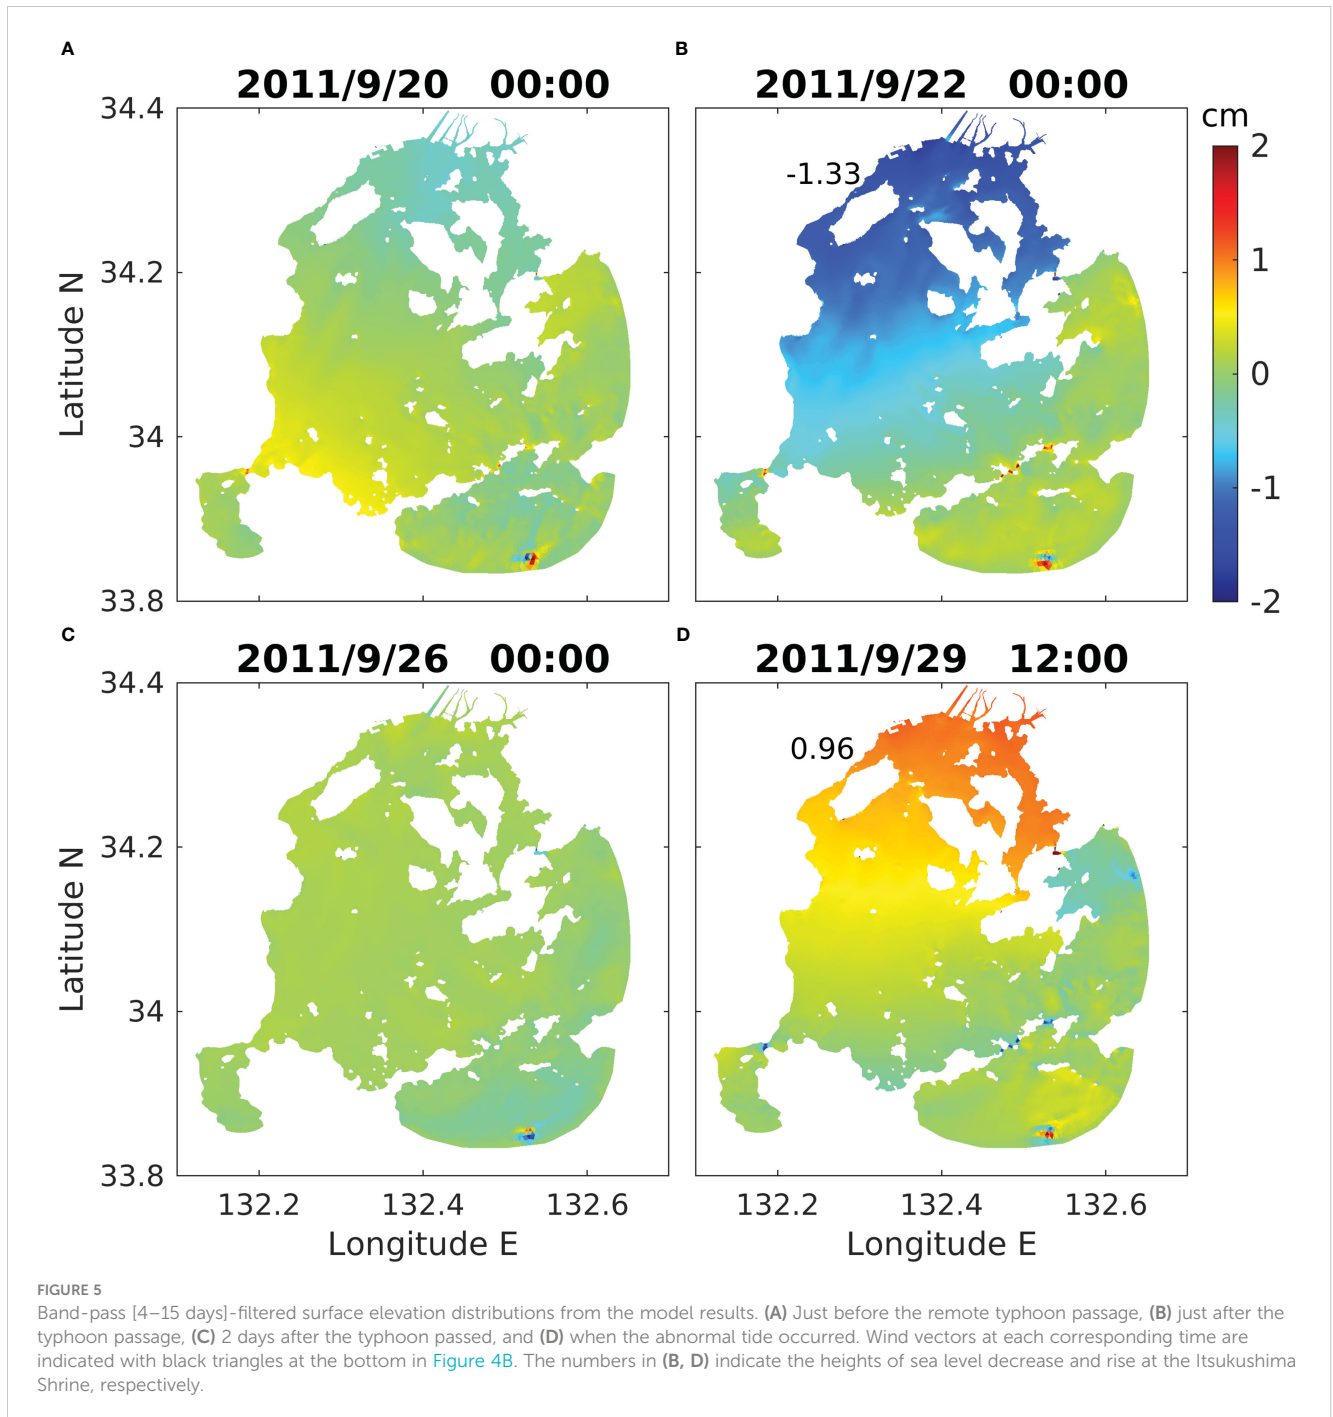 A
B
2011/9/20 00:00
2011/9/22 00:00
cm
34.4
34.2
34
33.8
Latitude N
-1.33
2
1
0
-1
-2
C
D
2011/9/26 00:00
2011/9/29 12:00
34.4
34.2
34
33.8
Latitude N
0.96
132.2
132.4
132.6
132.2
132.4
132.6
Longitude E
Longitude E
FIGURE 5
Band-pass [4–15 days]-filtered surface elevation distributions from the model results. (A) Just before the remote typhoon passage, (B) just after the
typhoon passage, (C) 2 days after the typhoon passed, and (D) when the abnormal tide occurred. Wind vectors at each corresponding time are
indicated with black triangles at the bottom in Figure 4B. The numbers in (B, D) indicate the heights of sea level decrease and rise at the Itsukushima
Shrine, respectively.